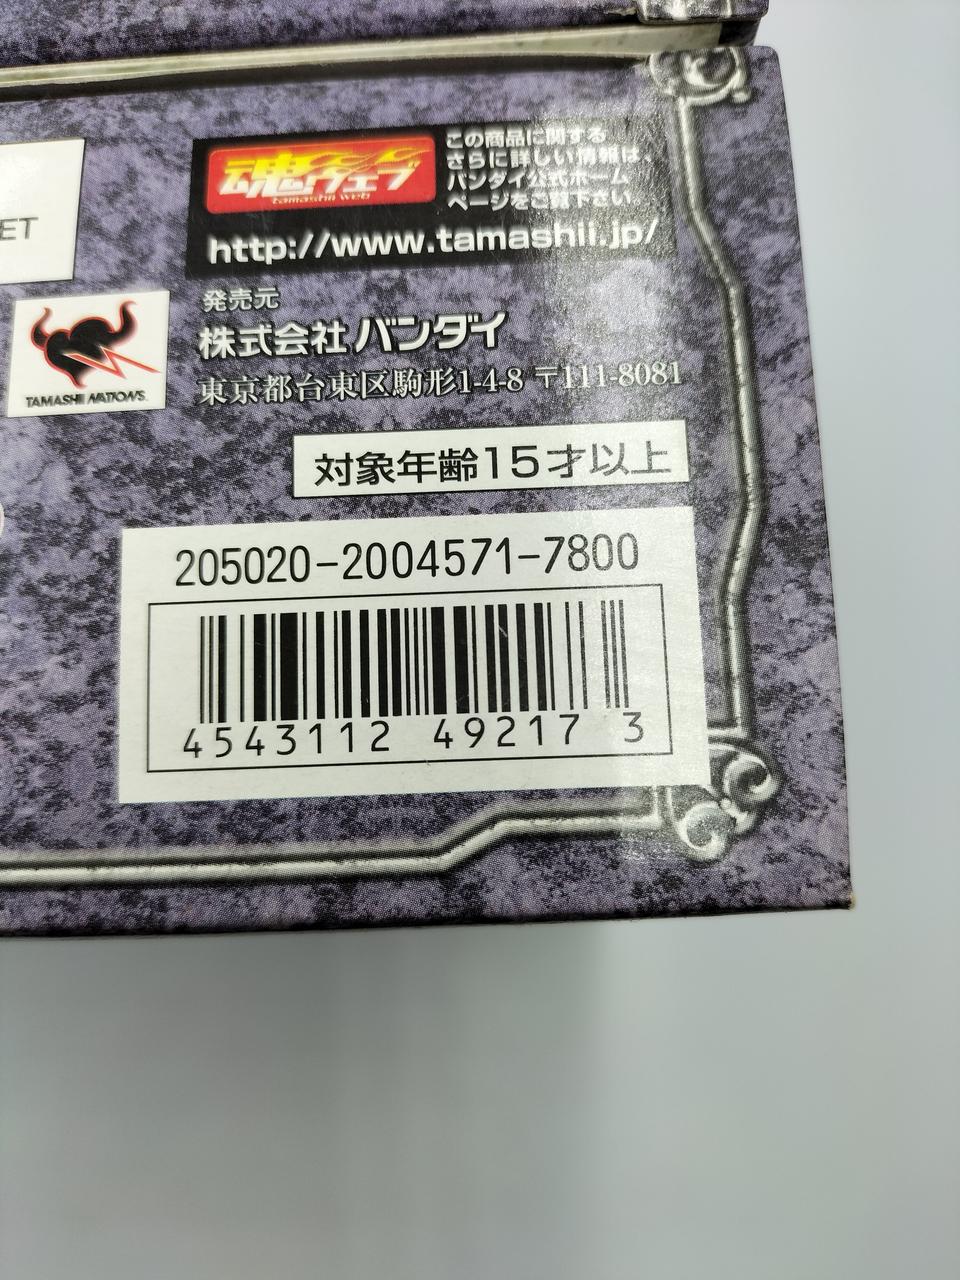 ET
魂ウェブ
tamashii web
この商品に関する
さらに詳しい情報は、
バンダイ公式ホーム
ページをご覧下さい。
http://www.tamashii.jp/
TAMASHII NATIONS
発売元
株式会社バンダイ
東京都台東区駒形1-4-8 〒111-8081
対象年齢15才以上
205020-2004571-7800
4543112 49217 3